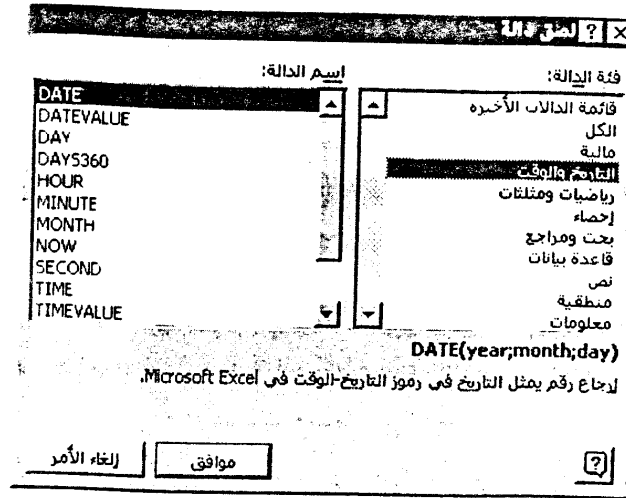 لصق دالة
فئة الدالة:
قائمة الدالات الأخيره
الكل
مالية
التاريخ والوقت
رياضيات ومثلثات
إحصاء
بحث ومراجع
قاعدة بيانات
نص
منطقية
معلومات
اسم الدالة:
DATE
DATEVALUE
DAY
DAYS360
HOUR
MINUTE
MONTH
NOW
SECOND
TIME
TIMEVALUE
DATE(year;month;day)
إرجاع رقم يمثل التاريخ في رموز التاريخ-الوقت في Microsoft Excel.
موافق
إلغاء الأمر